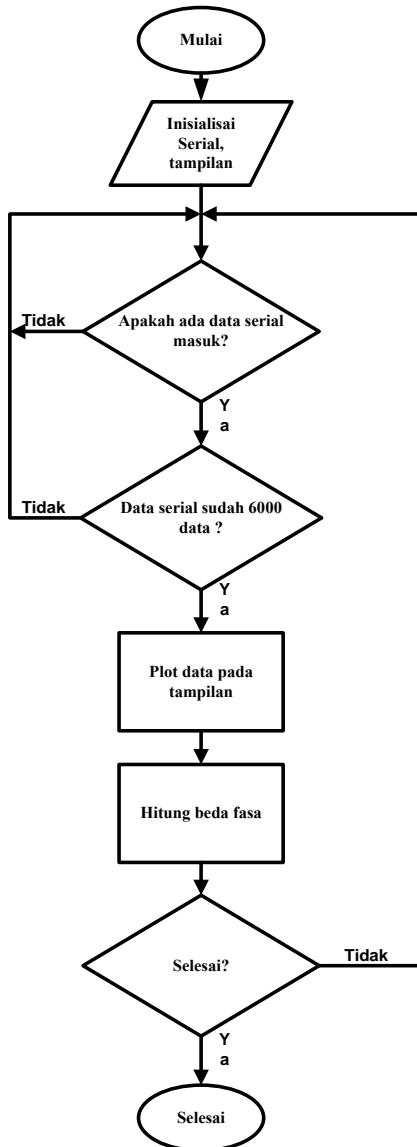 Mulai
Inisialisai
Serial,
tampilan
Tidak
Apakah ada data serial
masuk?
Y
a
Tidak
Data serial sudah 6000
data ?
Y
a
Plot data pada
tampilan
Hitung beda fasa
Selesai?
Tidak
Y
a
Selesai